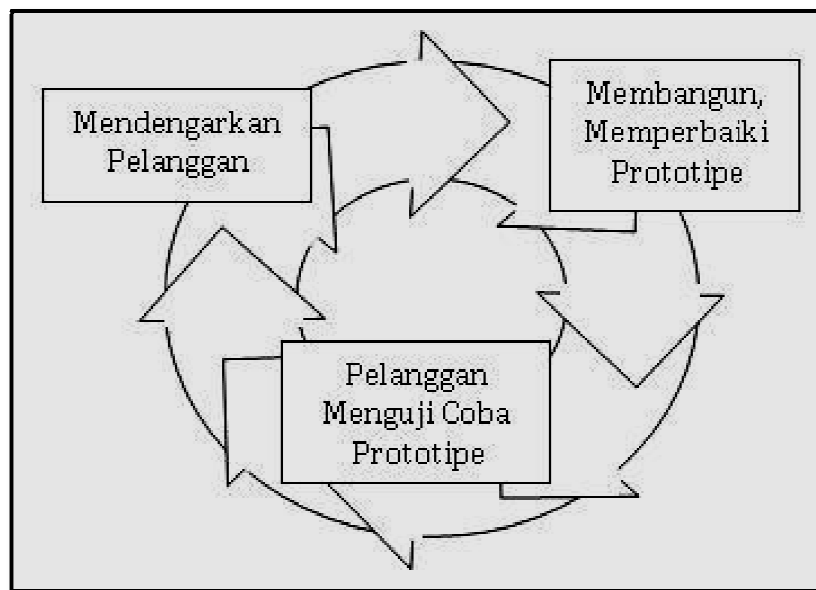 Mendengarkan
Pelanggan
Membangun,
Memperbaiki
Prototipe
Pelanggan
Menguji Coba
Prototipe